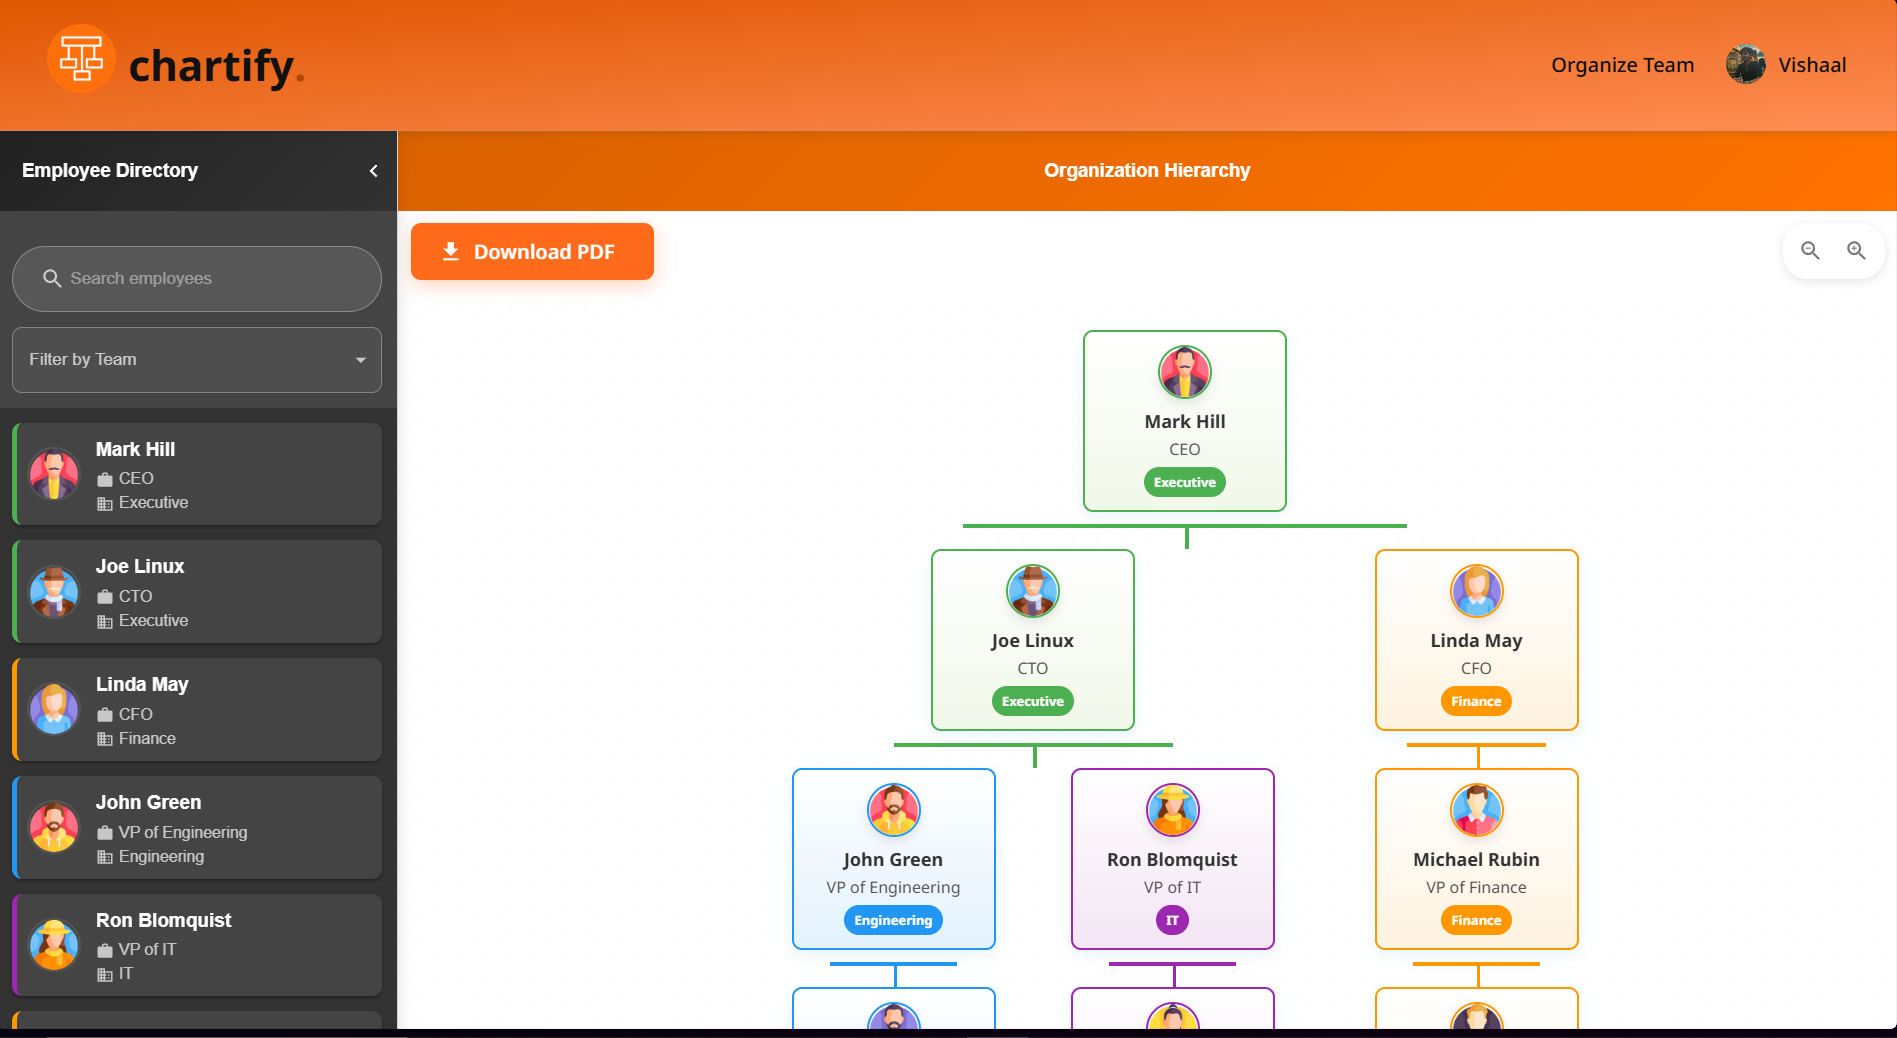 chartify.
Organize Team
Vishaal
Employee Directory
Organization Hierarchy
Search employees
Filter by Team
Mark Hill
CEO
Executive
Joe Linux
CTO
Executive
Linda May
CFO
Finance
John Green
VP of Engineering
Engineering
Ron Blomquist
VP of IT
IT
Download PDF
Mark Hill
CEO
Executive
Joe Linux
CTO
Executive
Linda May
CFO
Finance
John Green
VP of Engineering
Engineering
Ron Blomquist
VP of IT
IT
Michael Rubin
VP of Finance
Finance